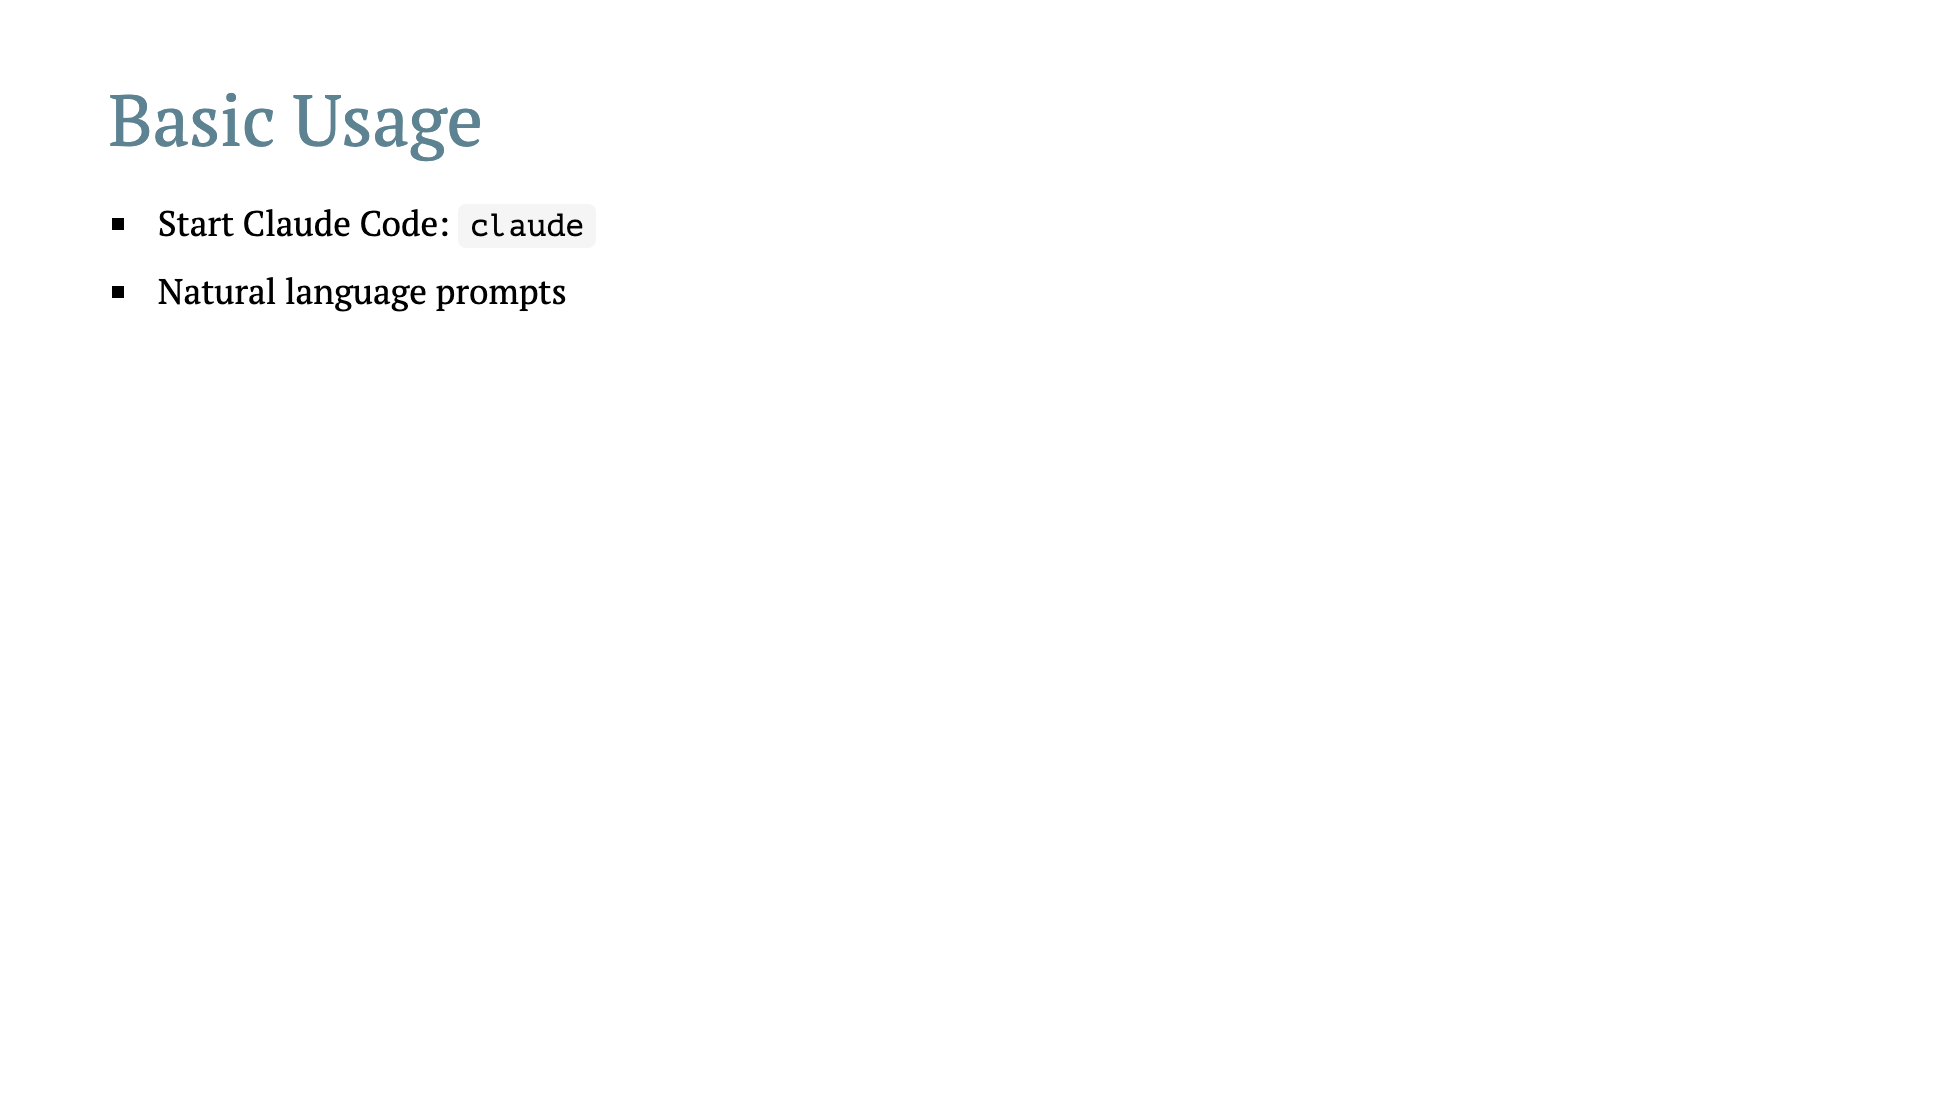 Basic Usage
▪ Start Claude Code: claude
▪ Natural language prompts